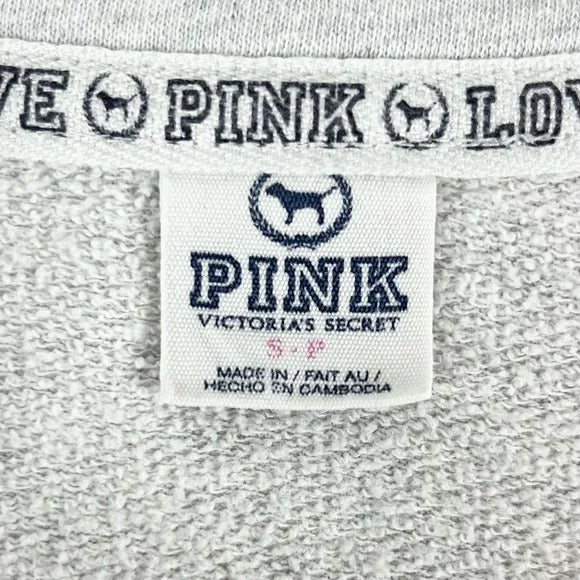 VE PINK LOV
PINK
VICTORIA'S SECRET
S - P
MADE IN / FAIT AU /
HECHO EN CAMBODIA